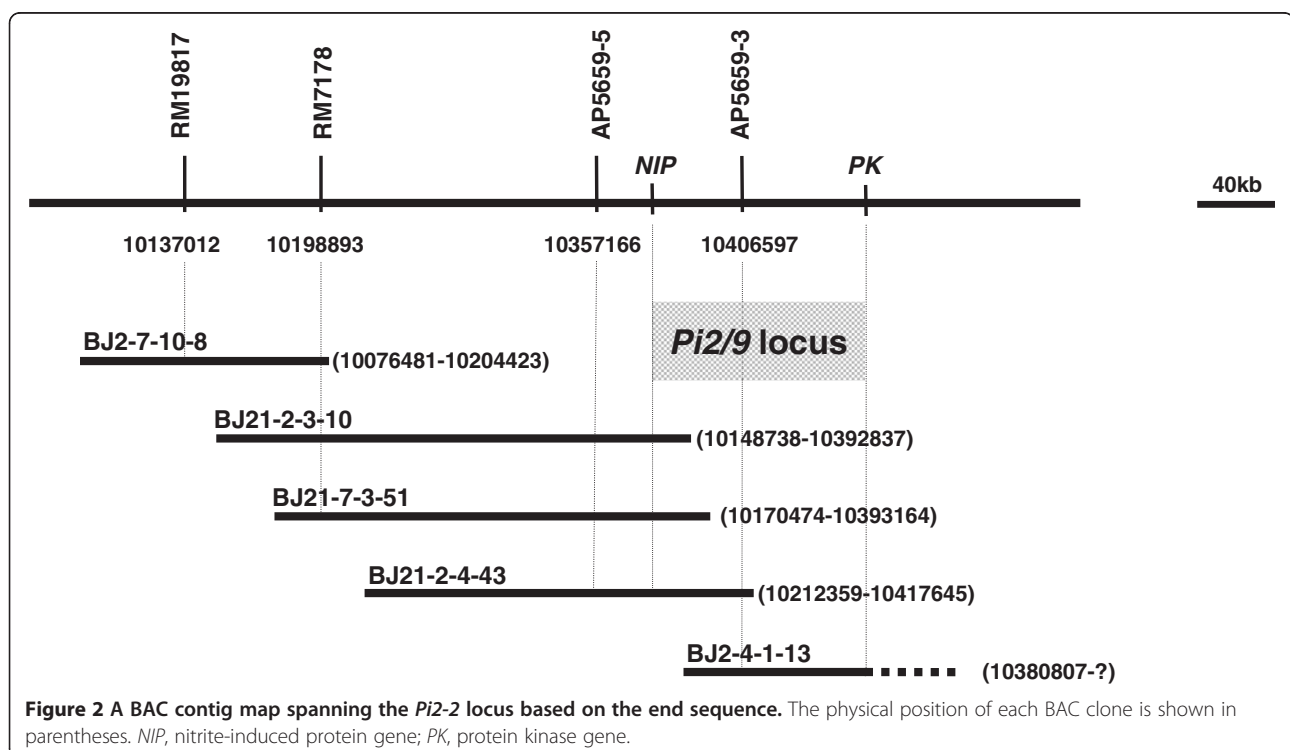 RM19817
RM7178
AP5659-5
AP5659-3
NIP
PK
40kb
10137012
10198893
10357166
10406597
Pi2/9 locus
BJ2-7-10-8
(10076481-10204423)
BJ21-2-3-10
(10148738-10392837)
BJ21-7-3-51
(10170474-10393164)
BJ21-2-4-43
(10212359-10417645)
BJ2-4-1-13
(10380807-?)
Figure 2 A BAC contig map spanning the Pi2-2 locus based on the end sequence. The physical position of each BAC clone is shown in
parentheses. NIP, nitrite-induced protein gene; PK, protein kinase gene.